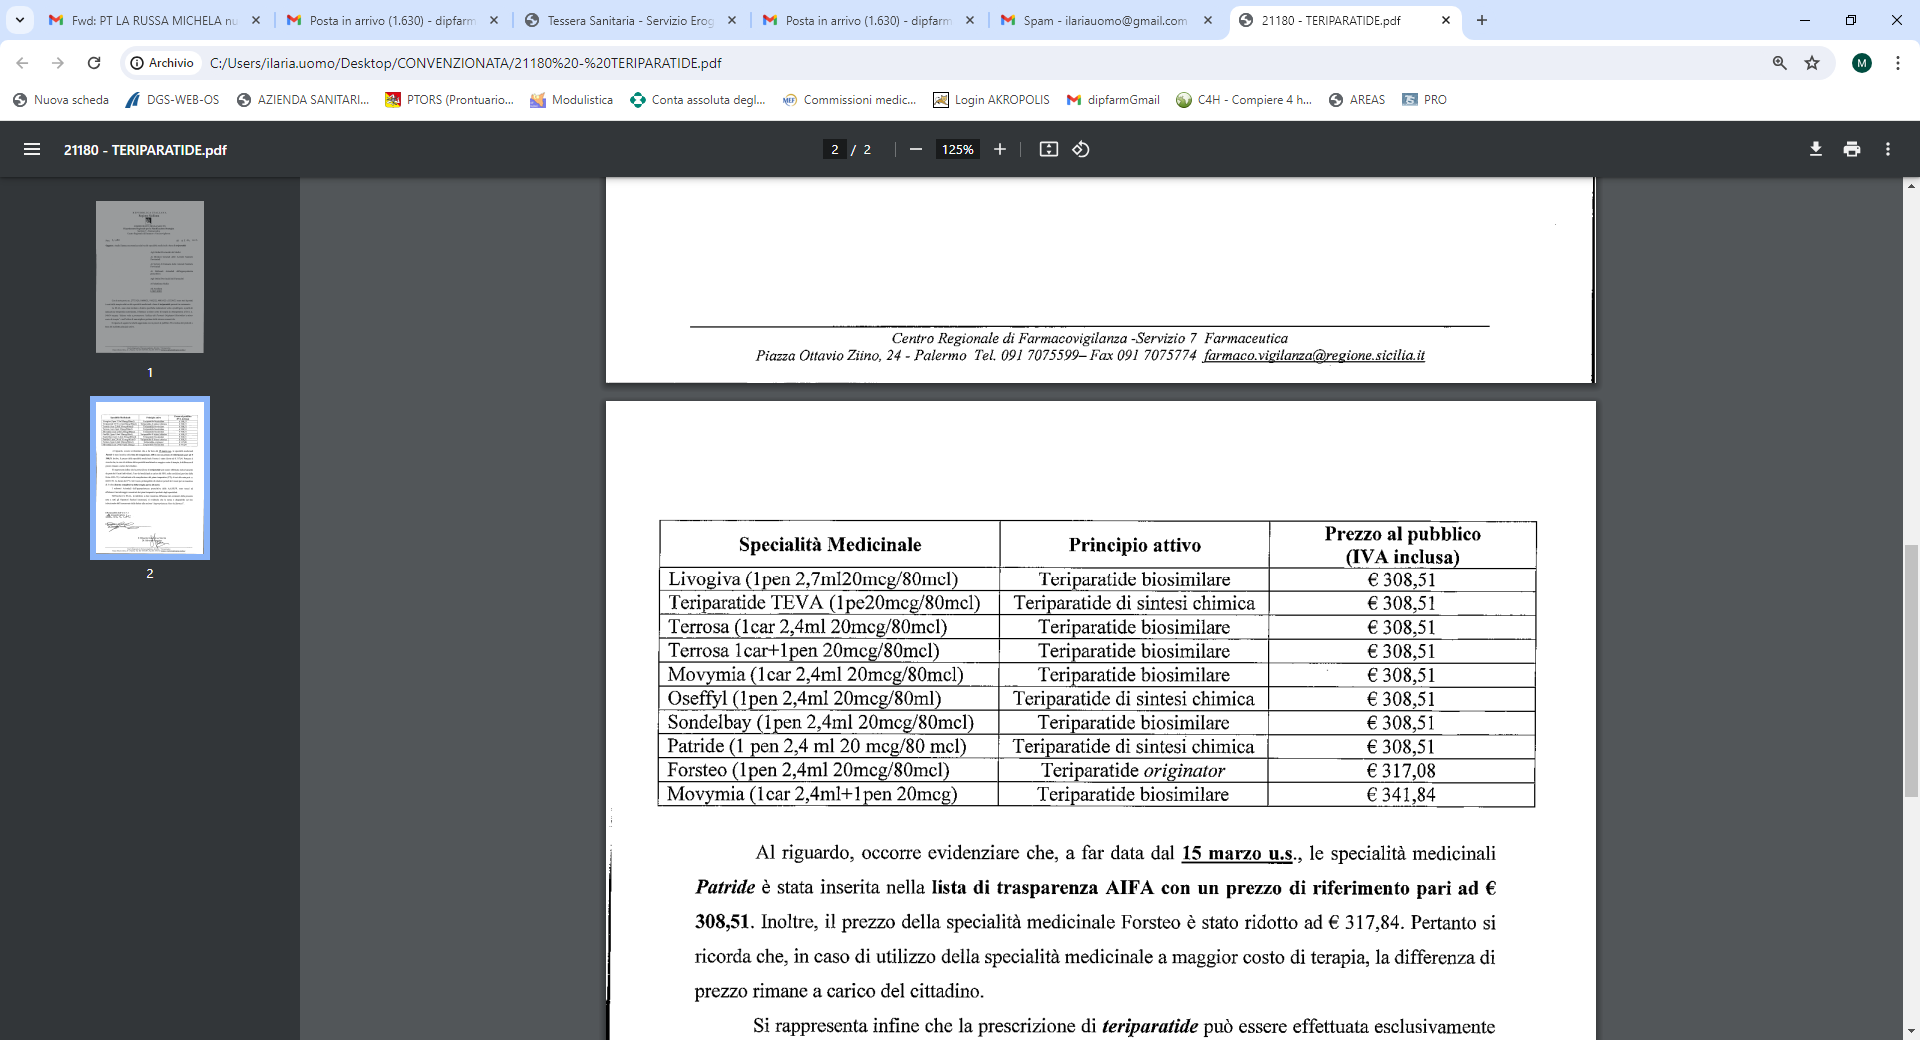 Fwd: PT LA RUSSA MICHELA nu
Posta in arrivo (1.630) - dipfarm
Tessera Sanitaria - Servizio Erog
Posta in arrivo (1.630) - dipfarm
Spam - ilariauomo@gmail.com
21180 - TERIPARATIDE.pdf
Archivio
C:/Users/ilaria.uomo/Desktop/CONVENZIONATA/21180%20-%20TERIPARATIDE.pdf
M
Nuova scheda
DGS-WEB-OS
AZIENDA SANITARI...
PTORS (Prontuario...
Modulistica
Conta assoluta degl...
Commissioni medic...
Login AKROPOLIS
dipfarmGmail
C4H - Compiere 4 h...
AREAS
PRO
21180 - TERIPARATIDE.pdf
2 / 2
125%
1
2
Centro Regionale di Farmacovigilanza -Servizio 7 Farmaceutica
Piazza Ottavio Ziino, 24 - Palermo Tel. 091 7075599– Fax 091 7075774 farmaco.vigilanza@regione.sicilia.it
Specialità Medicinale Principio attivo Prezzo al pubblico
(IVA inclusa)
Livogiva (1pen 2,7ml20mcg/80mcl) Teriparatide biosimilare € 308,51
Teriparatide TEVA (1pe20mcg/80mcl) Teriparatide di sintesi chimica € 308,51
Terrosa (1car 2,4ml 20mcg/80mcl) Teriparatide biosimilare € 308,51
Terrosa 1car+1pen 20mcg/80mcl) Teriparatide biosimilare € 308,51
Movymia (1car 2,4ml 20mcg/80mcl) Teriparatide biosimilare € 308,51
Oseffyl (1pen 2,4ml 20mcg/80ml) Teriparatide di sintesi chimica € 308,51
Sondelbay (1pen 2,4ml 20mcg/80mcl) Teriparatide biosimilare € 308,51
Patride (1 pen 2,4 ml 20 mcg/80 mcl) Teriparatide di sintesi chimica € 308,51
Forsteo (1pen 2,4ml 20mcg/80mcl) Teriparatide originator € 317,08
Movymia (1car 2,4ml+1pen 20mcg) Teriparatide biosimilare € 341,84
Al riguardo, occorre evidenziare che, a far data dal 15 marzo u.s., le specialità medicinali
Patride è stata inserita nella lista di trasparenza AIFA con un prezzo di riferimento pari ad €
308,51. Inoltre, il prezzo della specialità medicinale Forsteo è stato ridotto ad € 317,84. Pertanto si
ricorda che, in caso di utilizzo della specialità medicinale a maggior costo di terapia, la differenza di
prezzo rimane a carico del cittadino.
Si rappresenta infine che la prescrizione di teriparatide può essere effettuata esclusivamente